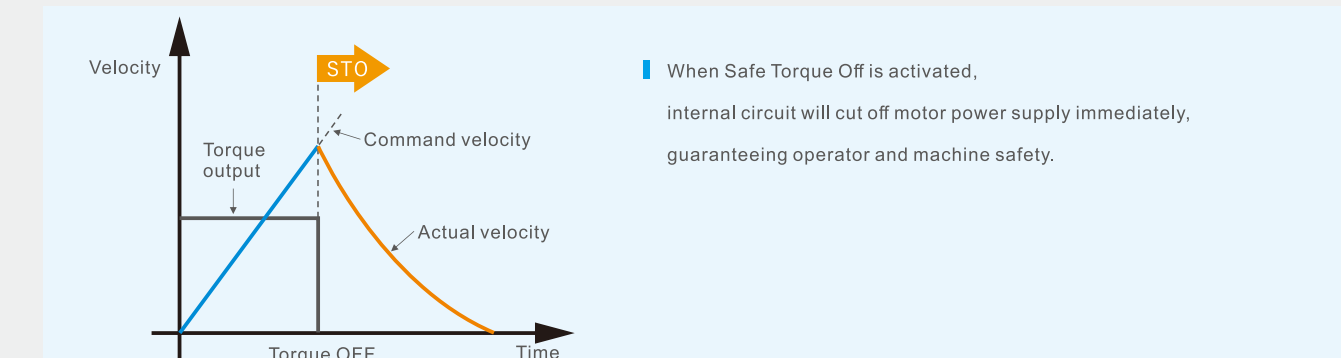 Velocity
STO
Command velocity
Torque
output
Actual velocity
Torque OFF
Time
When Safe Torque Off is activated,
internal circuit will cut off motor power supply immediately,
guaranteeing operator and machine safety.